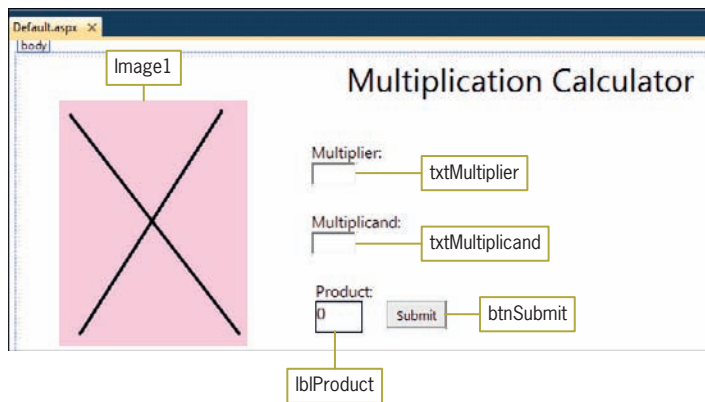 Default.aspx ×
body
Image1
Multiplication Calculator
Multiplier:
txtMultiplier
Multiplicand:
txtMultiplicand
Product:
0
Submit
btnSubmit
lblProduct